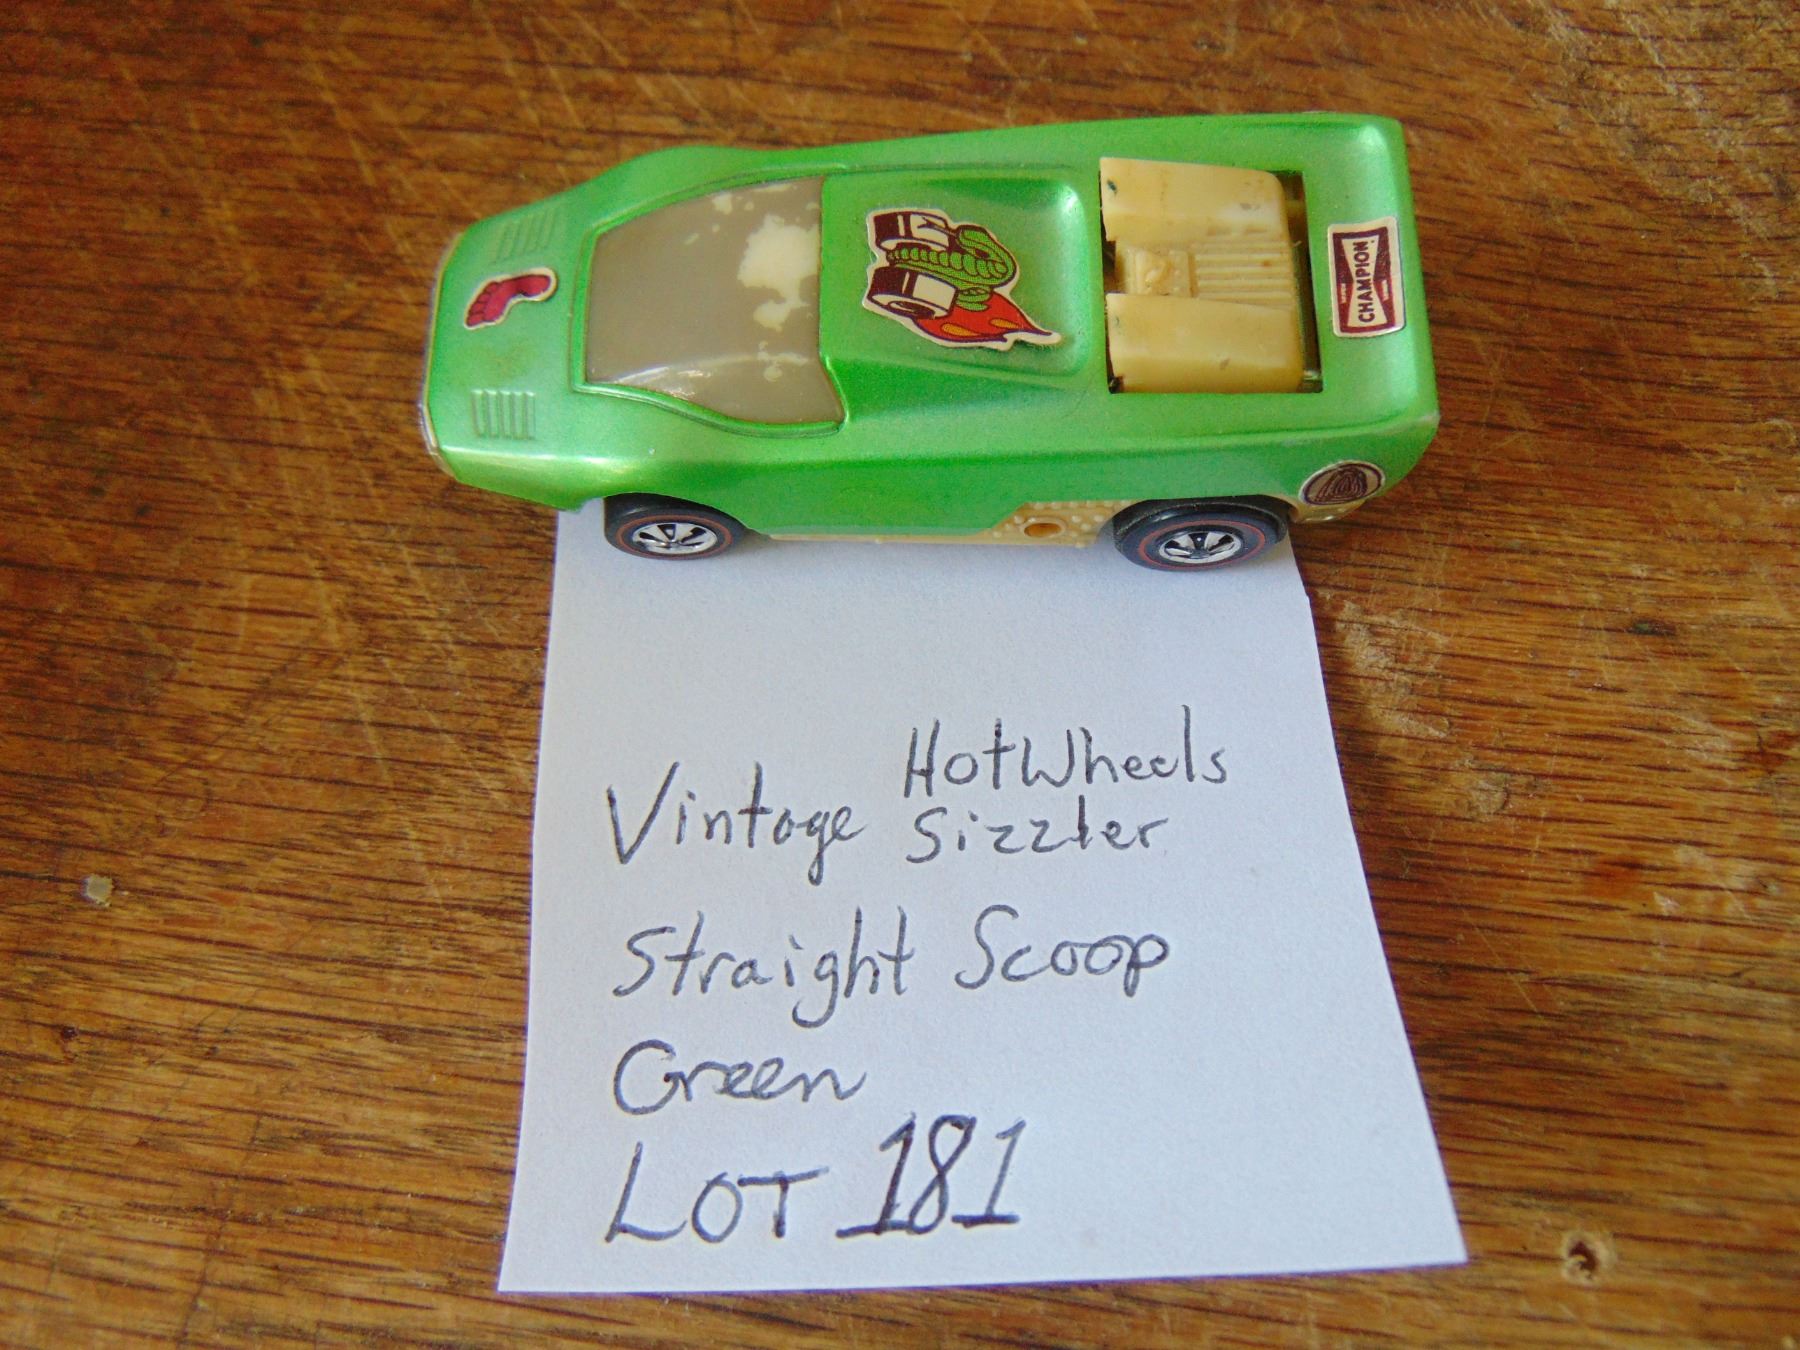 CHAMPION
HotWheels
Vintage Sizzler
Straight Scoop
Green
LOT 181